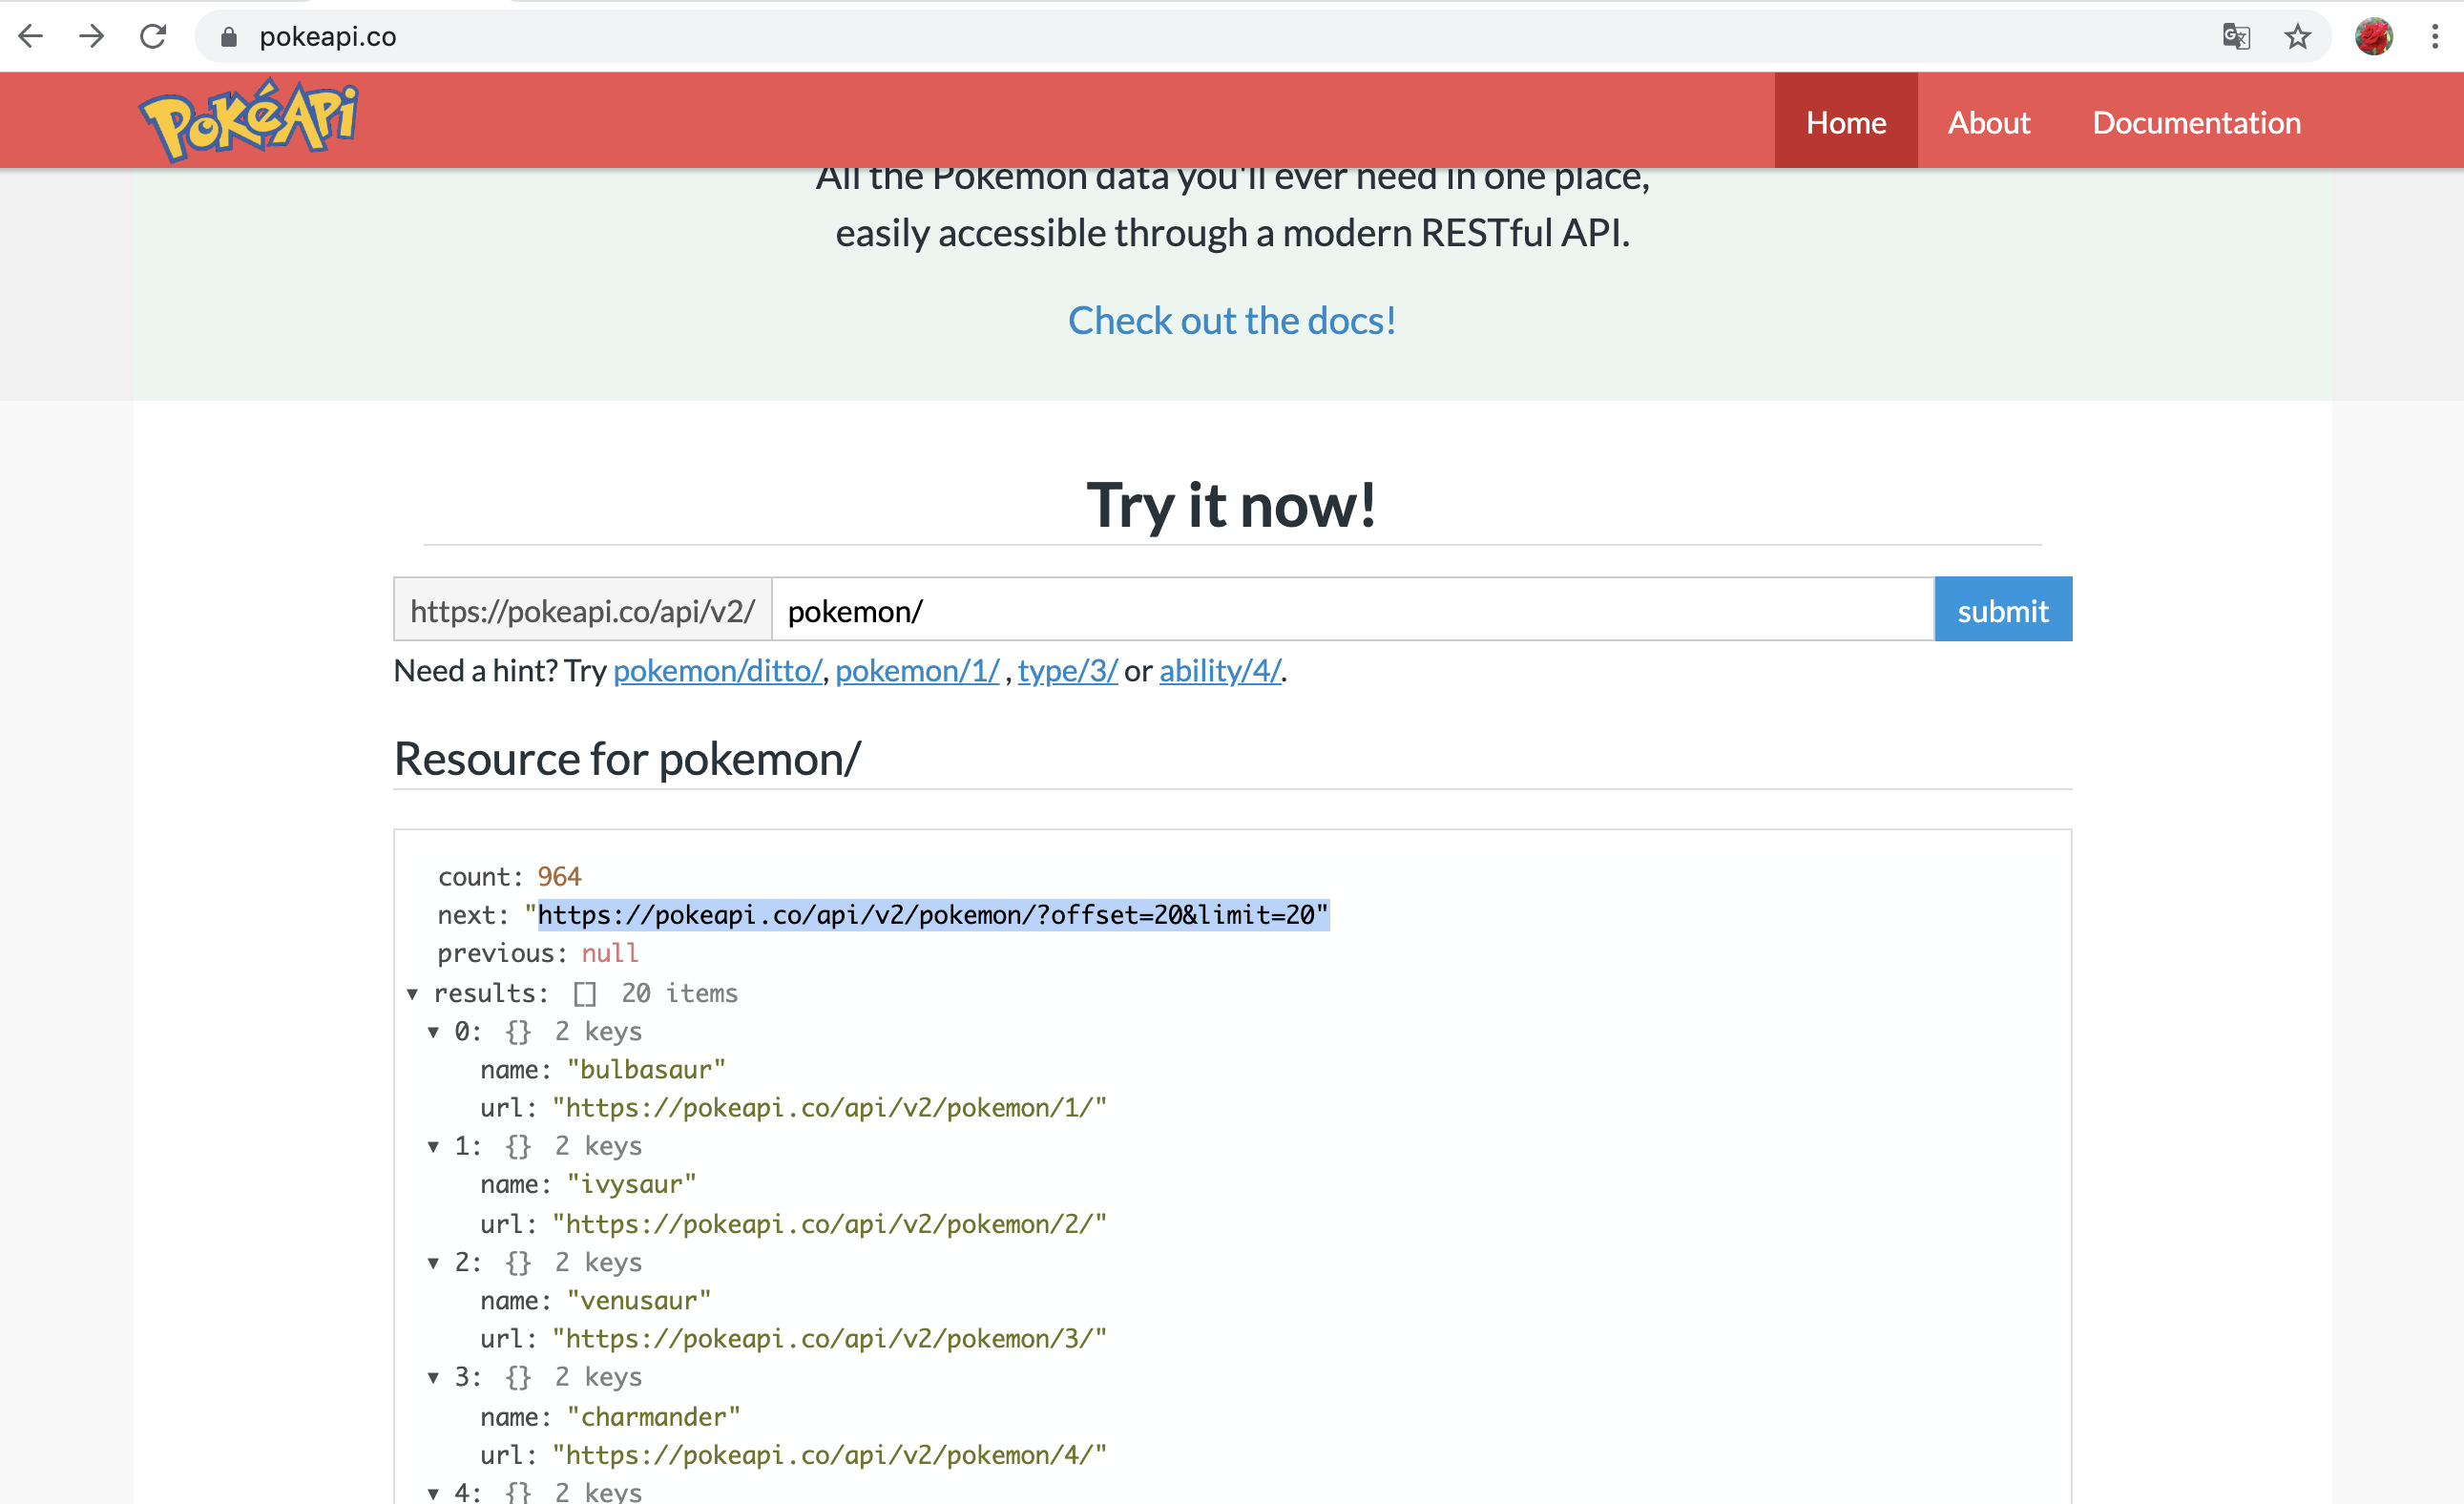 pokeapi.co
PokéAPi
Home
About
Documentation
All the Pokémon data you'll ever need in one place,
easily accessible through a modern RESTful API.
Check out the docs!
Try it now!
https://pokeapi.co/api/v2/
pokemon/
submit
Need a hint? Try pokemon/ditto/, pokemon/1/ , type/3/ or ability/4/.
Resource for pokemon/
count: 964
next: "https://pokeapi.co/api/v2/pokemon/?offset=20&limit=20"
previous: null
▼ results: [] 20 items
▼ 0: {} 2 keys
name: "bulbasaur"
url: "https://pokeapi.co/api/v2/pokemon/1/"
▼ 1: {} 2 keys
name: "ivysaur"
url: "https://pokeapi.co/api/v2/pokemon/2/"
▼ 2: {} 2 keys
name: "venusaur"
url: "https://pokeapi.co/api/v2/pokemon/3/"
▼ 3: {} 2 keys
name: "charmander"
url: "https://pokeapi.co/api/v2/pokemon/4/"
▼ 4: {} 2 keys